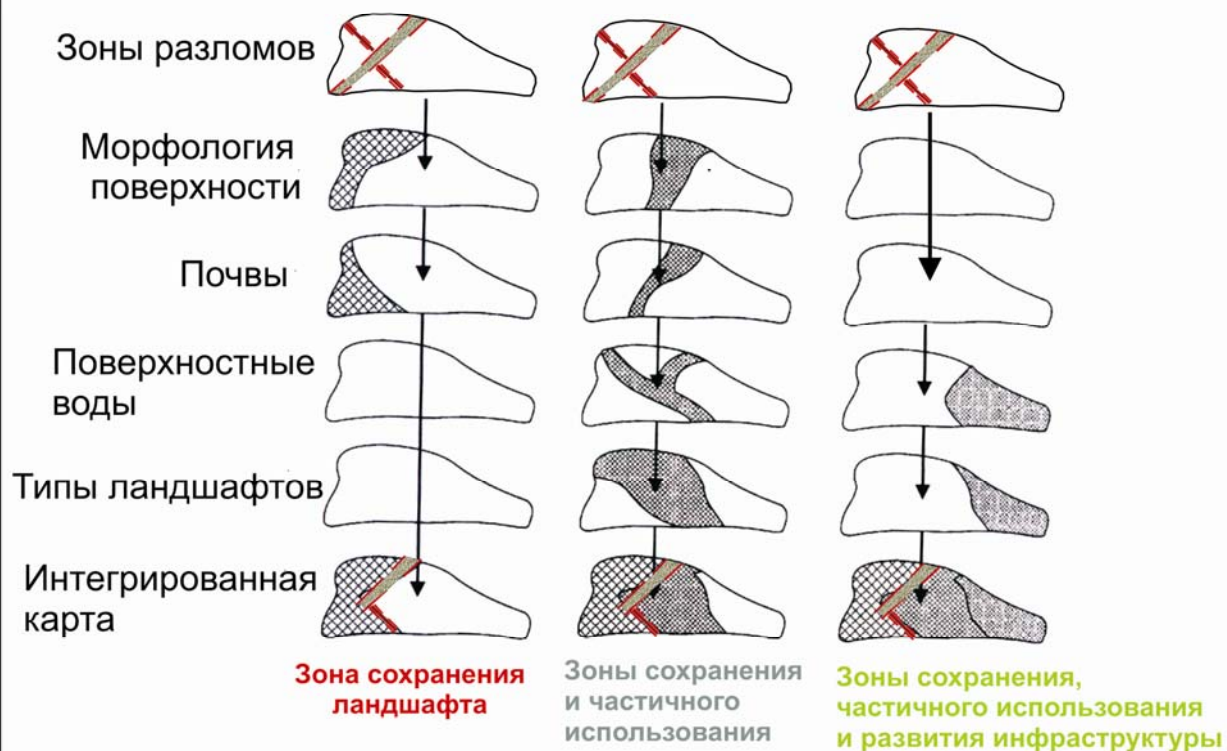 Зоны разломов
Морфология
поверхности
Почвы
Поверхностные
воды
Типы ландшафтов
Интегрированная
карта
Зона сохранения
ландшафта
Зоны сохранения
и частичного
использования
Зоны сохранения,
частичного использования
и развития инфраструктуры